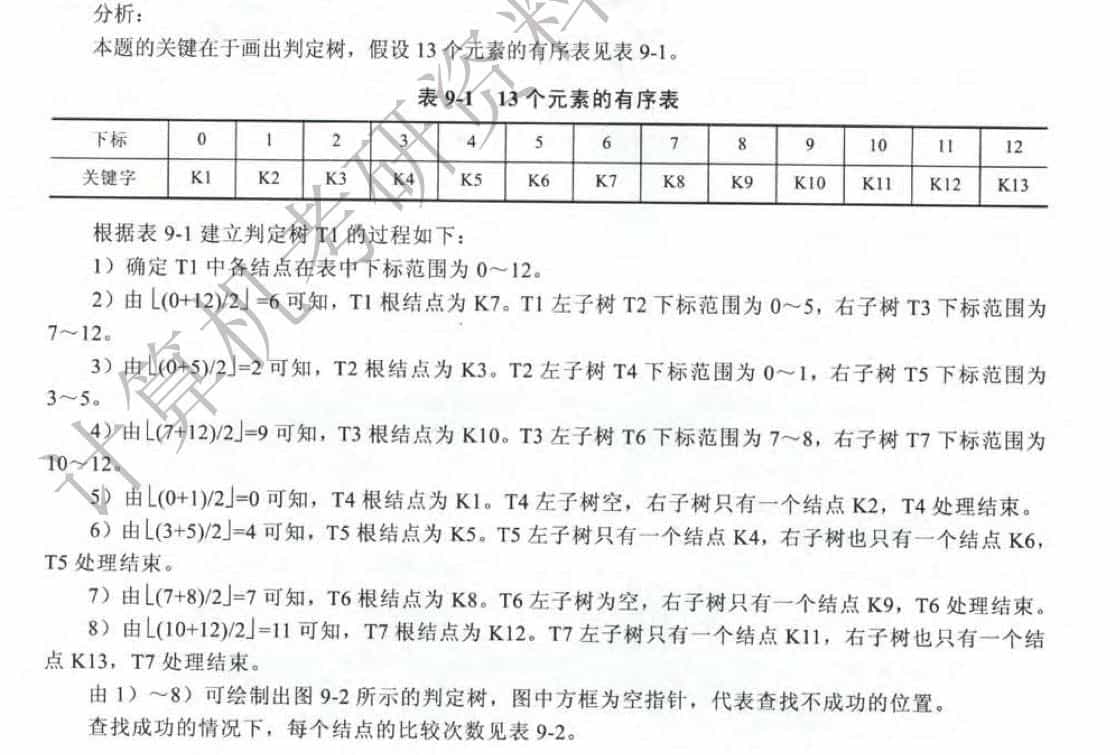 分析：
本题的关键在于画出判定树，假设 13 个元素的有序表见表 9-1。
表 9-1 13 个元素的有序表
下标 0 1 2 3 4 5 6 7 8 9 10 11 12
关键字 K1 K2 K3 K4 K5 K6 K7 K8 K9 K10 K11 K12 K13
根据表 9-1 建立判定树 T1 的过程如下：
1）确定 T1 中各结点在表中下标范围为 0～12。
2）由⌊(0+12)/2⌋=6 可知，T1 根结点为 K7。T1 左子树 T2 下标范围为 0～5，右子树 T3 下标范围为
7～12。
3）由⌊(0+5)/2⌋=2 可知，T2 根结点为 K3。T2 左子树 T4 下标范围为 0～1，右子树 T5 下标范围为
3～5。
4）由⌊(7+12)/2⌋=9 可知，T3 根结点为 K10。T3 左子树 T6 下标范围为 7～8，右子树 T7 下标范围为
10～12。
5）由⌊(0+1)/2⌋=0 可知，T4 根结点为 K1。T4 左子树空，右子树只有一个结点 K2，T4 处理结束。
6）由⌊(3+5)/2⌋=4 可知，T5 根结点为 K5。T5 左子树只有一个结点 K4，右子树也只有一个结点 K6，
T5 处理结束。
7）由⌊(7+8)/2⌋=7 可知，T6 根结点为 K8。T6 左子树为空，右子树只有一个结点 K9，T6 处理结束。
8）由⌊(10+12)/2⌋=11 可知，T7 根结点为 K12。T7 左子树只有一个结点 K11，右子树也只有一个结
点 K13，T7 处理结束。
由 1）～8）可绘制出图 9-2 所示的判定树，图中方框为空指针，代表查找不成功的位置。
查找成功的情况下，每个结点的比较次数见表 9-2。
计算机考研资料